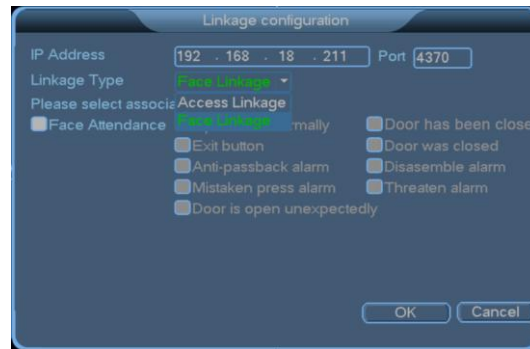 Linkage configuration
IP Address 192 . 168 . 18 . 211 Port 4370
Linkage Type Face Linkage
Please select associa
Access Linkage
Face Linkage
Face Attendance mally Door has been close
Exit button Door was closed
Anti-passback alarm Disasemble alarm
Mistaken press alarm Threaten alarm
Door is open unexpectedly
OK Cancel